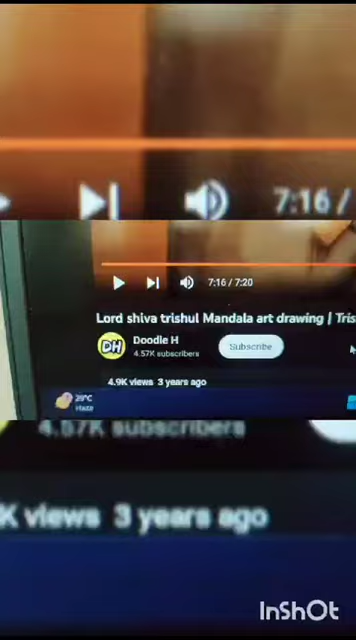 7:16 /
7:16 / 7:20
Lord shiva trishul Mandala art drawing | Tris
DH
Doodle H
4.57K subscribers
Subscribe
4.9K views 3 years ago
29°C
Haze
4.57K subscribers
K views 3 years ago
InShOt